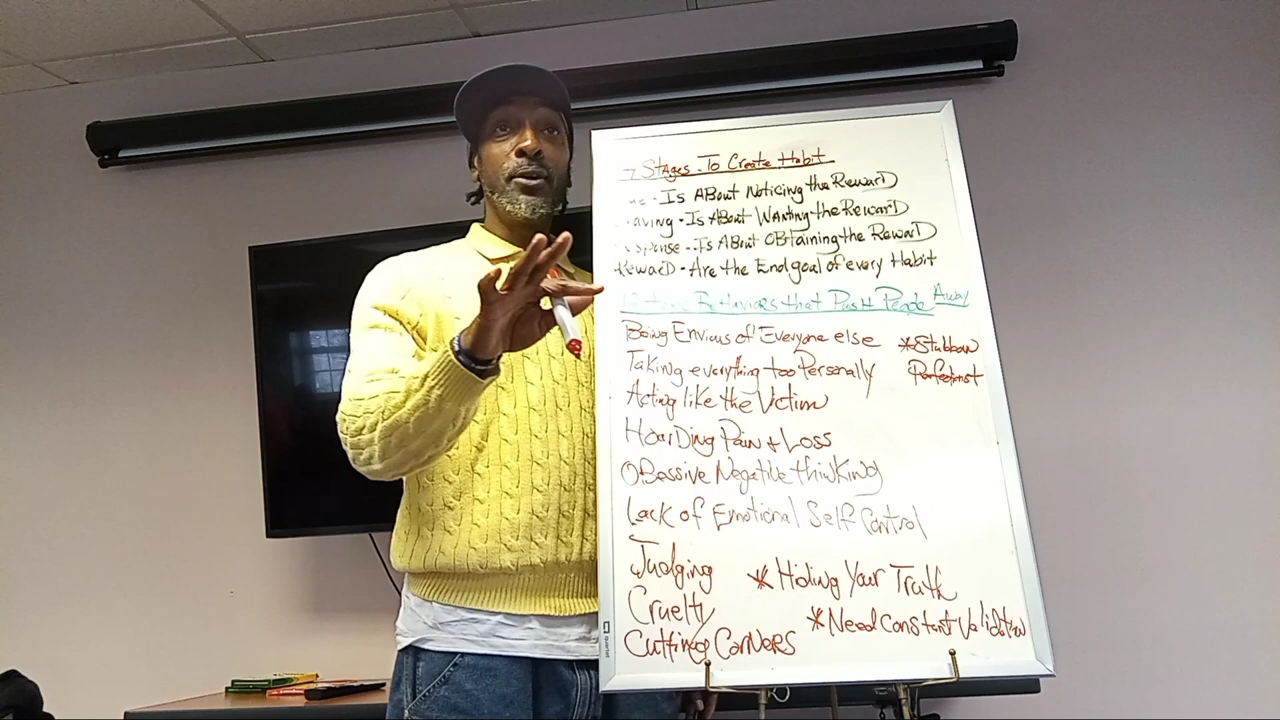 Stages To Create Habit
- Is ABout Noticing the RewarD
- Is ABout Wanting the RewarD
- Is ABout OBtaining the RewarD
RewarD - Are the End goal of every Habit
Behaviors that Push People Away
Being Envious of Everyone else
*Stubborn
Taking everything too Personally
Perfectionist
Acting like the Victim
HoarDing Pain + Loss
OBsessive Negative thinking
Lack of Emotional Self Control
Judging
* Hiding Your Truth
Cruelty
* Need constant Validation
Cutting Corners
Quartet